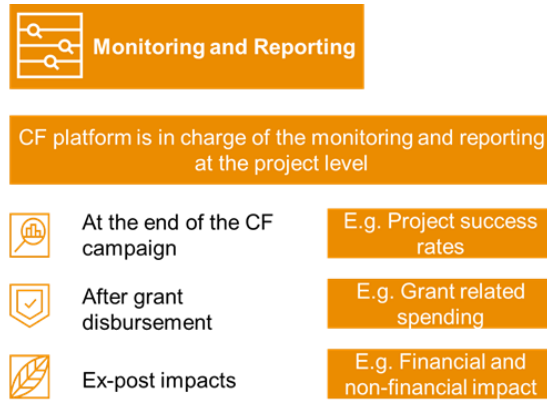 Monitoring and Reporting
CF platform is in charge of the monitoring and reporting
at the project level
At the end of the CF
campaign
E.g. Project success
rates
After grant
disbursement
E.g. Grant related
spending
Ex-post impacts
E.g. Financial and
non-financial impact